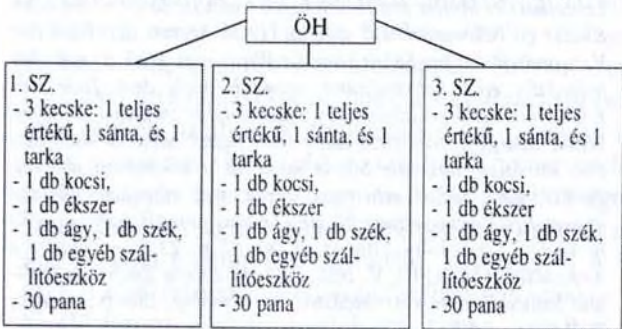 ÖH
1. SZ.
- 3 kecske: 1 teljes
értékű, 1 sánta, és 1
tarka
- 1 db kocsi,
- 1 db ékszer
- 1 db ágy, 1 db szék,
1 db egyéb szál-
lítóeszköz
- 30 pana
2. SZ.
- 3 kecske: 1 teljes
értékű, 1 sánta, és 1
tarka
- 1 db kocsi,
- 1 db ékszer
- 1 db ágy, 1 db szék,
1 db egyéb szál-
lítóeszköz
- 30 pana
3. SZ.
- 3 kecske: 1 teljes
értékű, 1 sánta, és 1
tarka
- 1 db kocsi,
- 1 db ékszer
- 1 db ágy, 1 db szék,
1 db egyéb szál-
lítóeszköz
- 30 pana